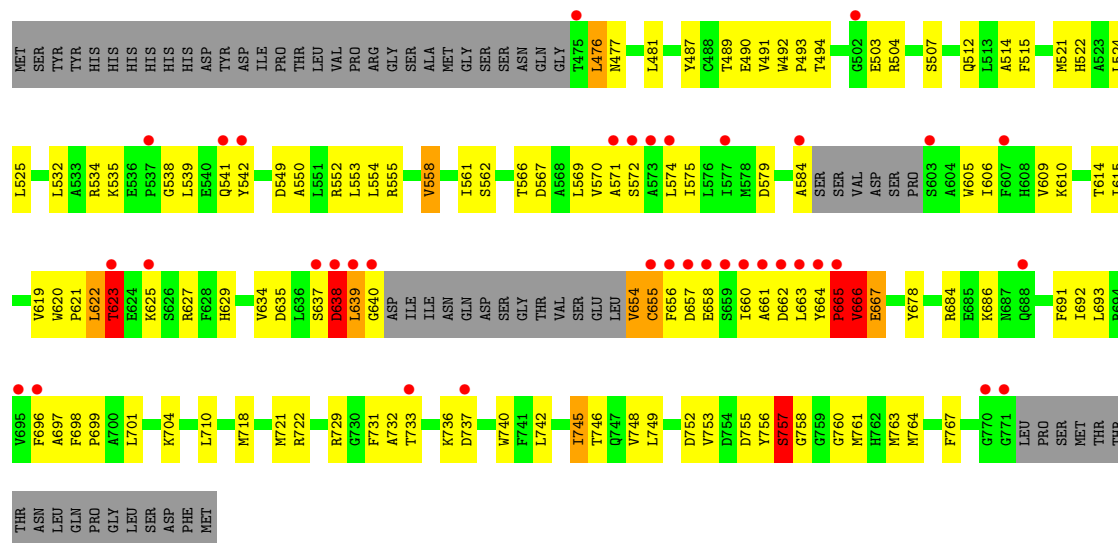 MET SER TYR TYR HIS HIS HIS HIS HIS HIS ASP TYR ASP ILE PRO THR LEU VAL PRO ARG GLY SER ALA MET GLY SER SER ASN GLN GLY T475 L476 N477 L481 Y487 C488 T489 E490 V491 W492 P493 T494 G502 E503 R504 S507 Q512 L513 A514 F515 M521 H522 A523 L524
L525 L532 A533 R534 K535 E536 P537 G538 L539 E540 Q541 Y542 D549 A550 L551 R552 L553 L554 R555 V558 I561 S562 T566 D567 A568 L569 V570 A571 S572 A573 L574 I575 L576 I577 M578 D579 A584 SER SER VAL ASP SER PRO S603 A604 W605 I606 F607 H608 V609 K610 T614
V619 W620 P621 L622 T623 E624 K625 S626 R627 F628 H629 V634 D635 L636 S637 D638 L639 G640 ASP ILE ILE ASN GLN ASP SER GLY THR VAL SER GLU LEU V654 G655 F656 D657 E658 S659 I660 A661 D662 L663 Y664 P665 V666 E667 Y678 R684 E685 K686 N687 Q688 F691 I692 L693
V695 F696 A697 F698 P699 A700 L701 K704 L710 M718 M721 R722 R729 G730 F731 A732 T733 K736 D737 W740 F741 L742 I745 T746 Q747 V748 L749 D752 V753 D754 D755 Y756 S757 G758 G759 G760 M761 H762 M763 M764 F767 G770 G771 LEU PRO SER MET THR THR
THR ASN LEU GLN PRO GLY LEU SER ASP PHE MET